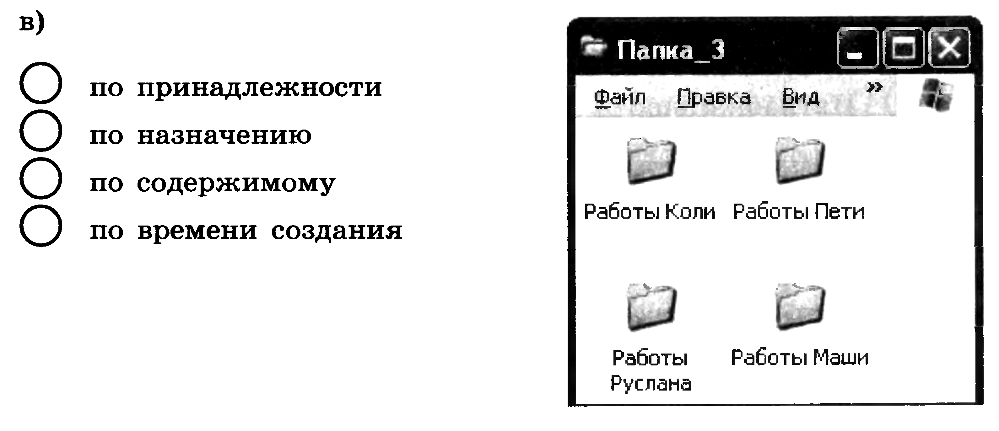 в)
по принадлежности
по назначению
по содержимому
по времени создания
Папка_3
Файл Правка Вид »
Работы Коли Работы Пети
Работы Руслана Работы Маши